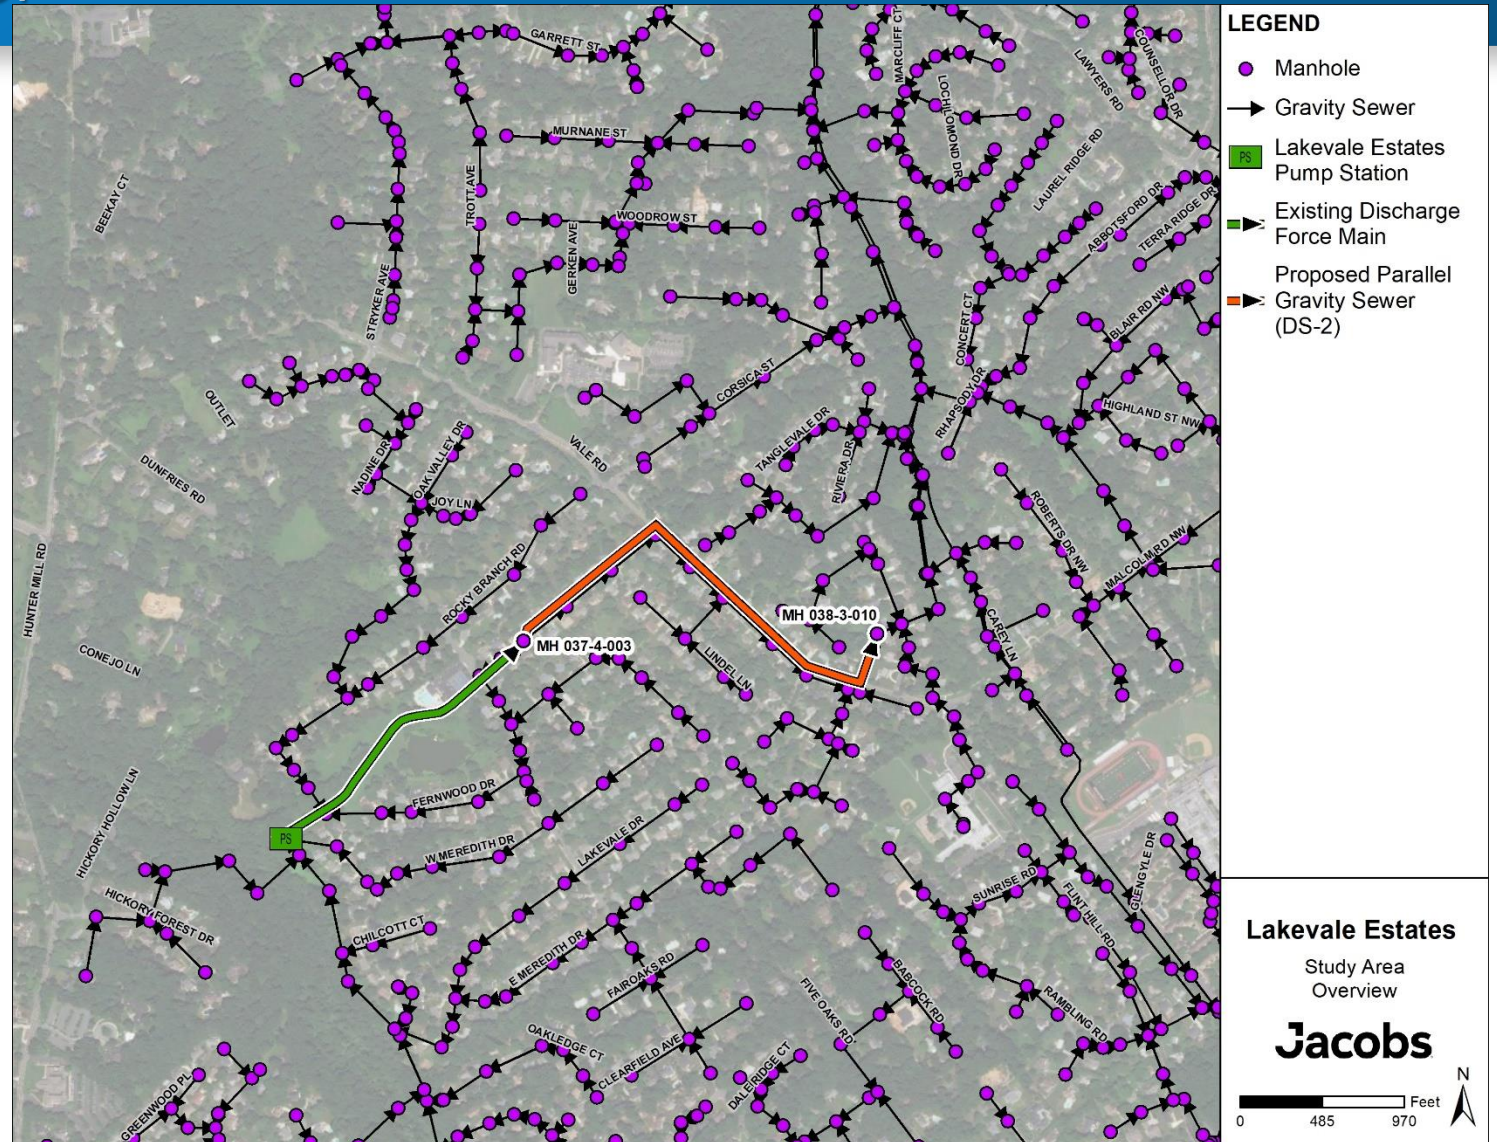 GARRETT ST
MARCLIFF CT
LAWYERS RD
COUNSELLOR DR
LOCHLOMOND DR
MURNANE ST
LAUREL RIDGE RD
BEEKAY CT
TROTT AVE
WOODROW ST
GERKEN AVE
ABBOTSFORD DR
TERRA RIDGE DR
STRYKER AVE
CONCERT CT
BLAIR RD NW
CORSICA ST
RHAPSODY DR
HIGHLAND ST NW
OUTLET
TANGLEVALE DR
RIVIERA DR
NADINE DR
OAK VALLEY DR
VALE RD
DUNFRIES RD
JOY LN
ROBERTS DR NW
MALCOLM RD NW
HUNTER MILL RD
ROCKY BRANCH RD
MH 038-3-010
CAREY LN
MH 037-4-003
CONEJO LN
LINDEL LN
HICKORY HOLLOW LN
FERNWOOD DR
PS
W MEREDITH DR
LAKEVALE DR
GLENGYLE DR
SUNRISE RD
FLINT HILL RD
HICKORY FOREST DR
CHILCOTT CT
E MEREDITH DR
FAIROAKS RD
BABCOCK RD
FIVE OAKS RD
RAMBLING RD
OAKLEDGE CT
CLEARFIELD AVE
DALE RIDGE CT
GREENWOOD PL
LEGEND
Manhole
Gravity Sewer
PS
Lakevale Estates
Pump Station
Existing Discharge
Force Main
Proposed Parallel
Gravity Sewer
(DS-2)
Lakevale Estates
Study Area
Overview
Jacobs
N
Feet
0 485 970